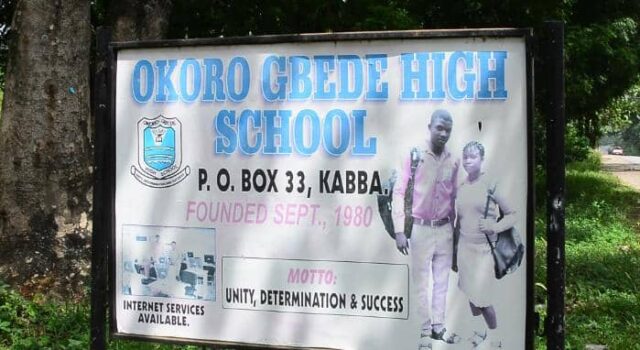 OKORO GBEDE HIGH
SCHOOL
P. O. BOX 33, KABBA.
FOUNDED SEPT., 1980
MOTTO:
UNITY, DETERMINATION & SUCCESS
INTERNET SERVICES
AVAILABLE.